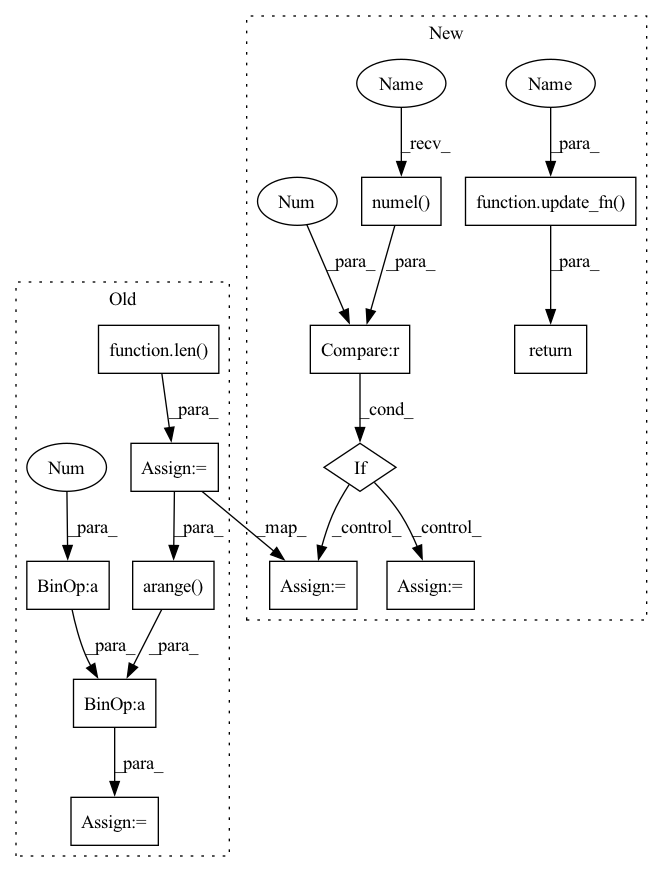 New
Name
Name
_recv_
_para_
Num
numel()
function.update_fn()
_para_
_para_
_para_
Old
function.len()
Compare:r
return
_para_
_cond_
Num
Assign:=
If
_para_
_para_
_map_
_control_
_control_
BinOp:a
arange()
Assign:=
Assign:=
_para_
_para_
BinOp:a
_para_
Assign:=